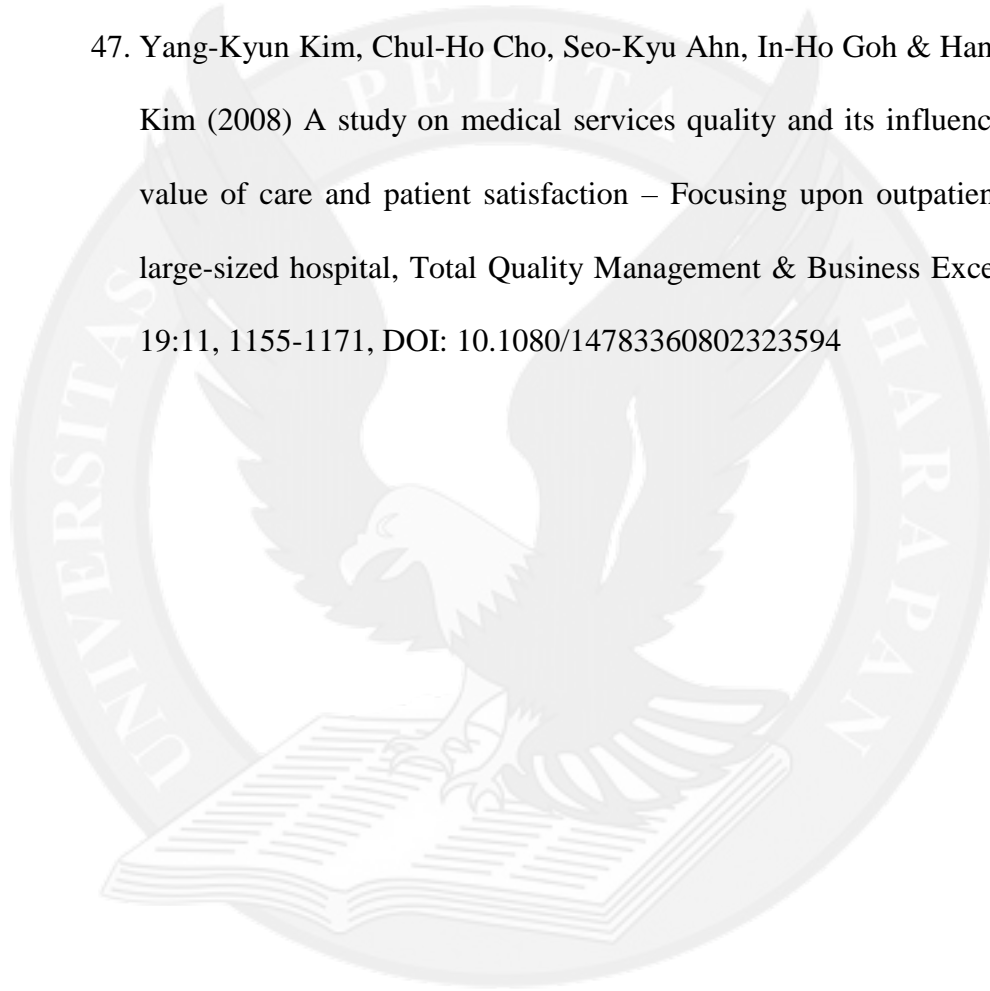 47. Yang-Kyun Kim, Chul-Ho Cho, Seo-Kyu Ahn, In-Ho Goh & Han
Kim (2008) A study on medical services quality and its influenc
value of care and patient satisfaction – Focusing upon outpatien
large-sized hospital, Total Quality Management & Business Exce
19:11, 1155-1171, DOI: 10.1080/14783360802323594
UNIVERSITAS PELITA HARAPAN